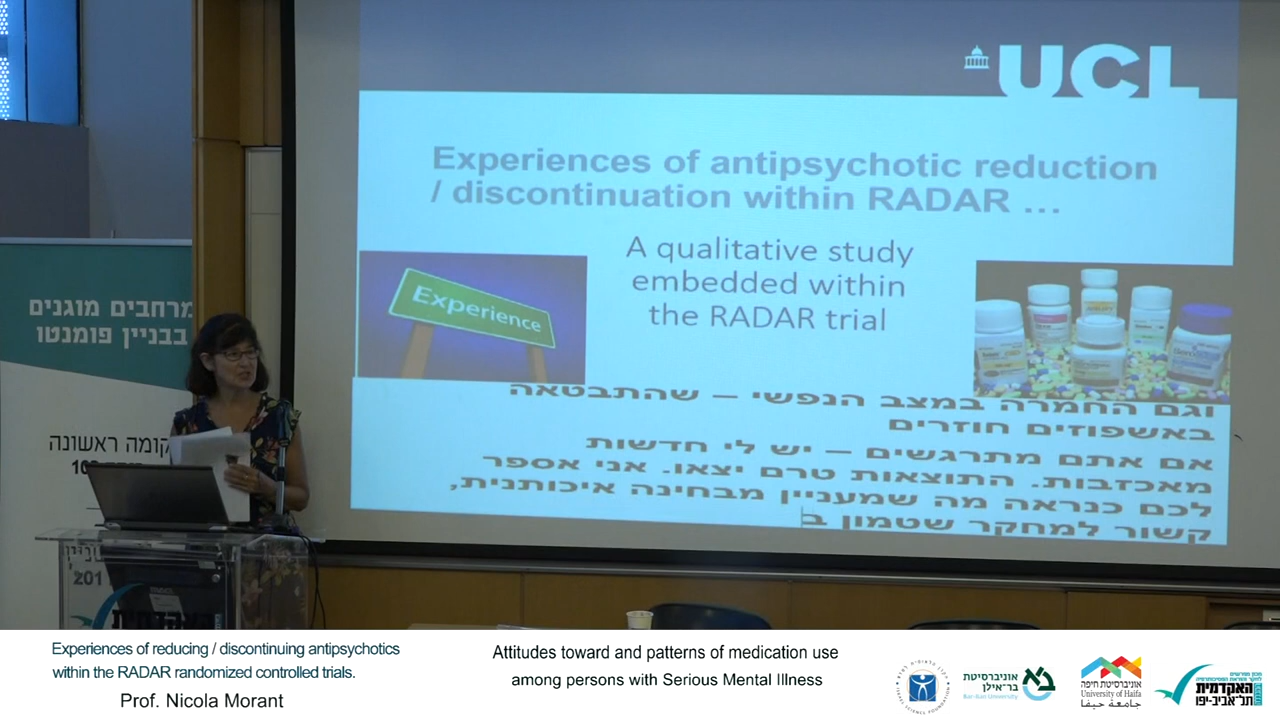 UCL
Experiences of antipsychotic reduction
/ discontinuation within RADAR ...
A qualitative study
embedded within
the RADAR trial
Experience
וגם החמרה במצב הנפשי – שהתבטאה
באשפוזים חוזרים
אם אתם מתרגשים – יש לי חדשות
מאכזבות. התוצאות טרם יצאו. אני אספר
לכם כנראה מה שמעניין מבחינה איכותנית,
קשור למחקר שטמון ב
מרחבים מוגנים
בבניין פומנטו
קומה ראשונה
201
Experiences of reducing / discontinuing antipsychotics
within the RADAR randomized controlled trials.
Prof. Nicola Morant
Attitudes toward and patterns of medication use
among persons with Serious Mental Illness
אוניברסיטת
בר־אילן
Bar-Ilan University
אוניברסיטת חיפה
University of Haifa
جامعة حيفا
האקדמית
תל־אביב-יפו